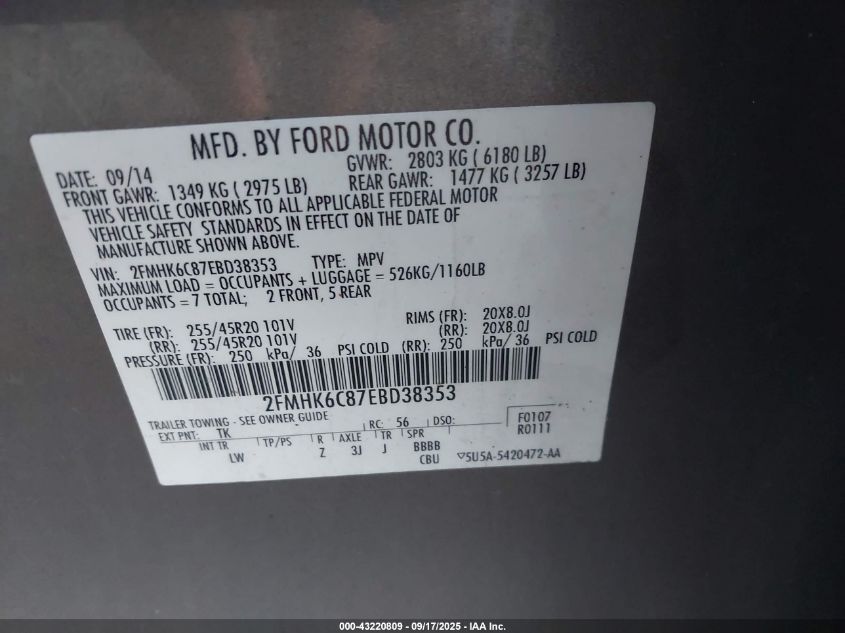 MFD. BY FORD MOTOR CO.
DATE: 09/14 GVWR: 2803 KG ( 6180 LB)
FRONT GAWR: 1349 KG ( 2975 LB) REAR GAWR: 1477 KG ( 3257 LB)
THIS VEHICLE CONFORMS TO ALL APPLICABLE FEDERAL MOTOR
VEHICLE SAFETY STANDARDS IN EFFECT ON THE DATE OF
MANUFACTURE SHOWN ABOVE.
VIN: 2FMHK6C87EBD38353 TYPE: MPV
MAXIMUM LOAD = OCCUPANTS + LUGGAGE = 526KG/1160LB
OCCUPANTS = 7 TOTAL; 2 FRONT, 5 REAR
TIRE (FR): 255/45R20 101V RIMS (FR): 20X8.0J
(RR): 255/45R20 101V (RR): 20X8.0J
PRESSURE (FR): 250 kPa/ 36 PSI COLD (RR): 250 kPa/ 36 PSI COLD
2FMHK6C87EBD38353
TRAILER TOWING - SEE OWNER GUIDE
EXT PNT: TK RC: 56 DSO: F0107
R0111
INT TR TP/PS R AXLE TR SPR
LW Z 3J J BBBB
CBU ▽5U5A-5420472-AA
000-43220809 - 09/17/2025 - IAA Inc.